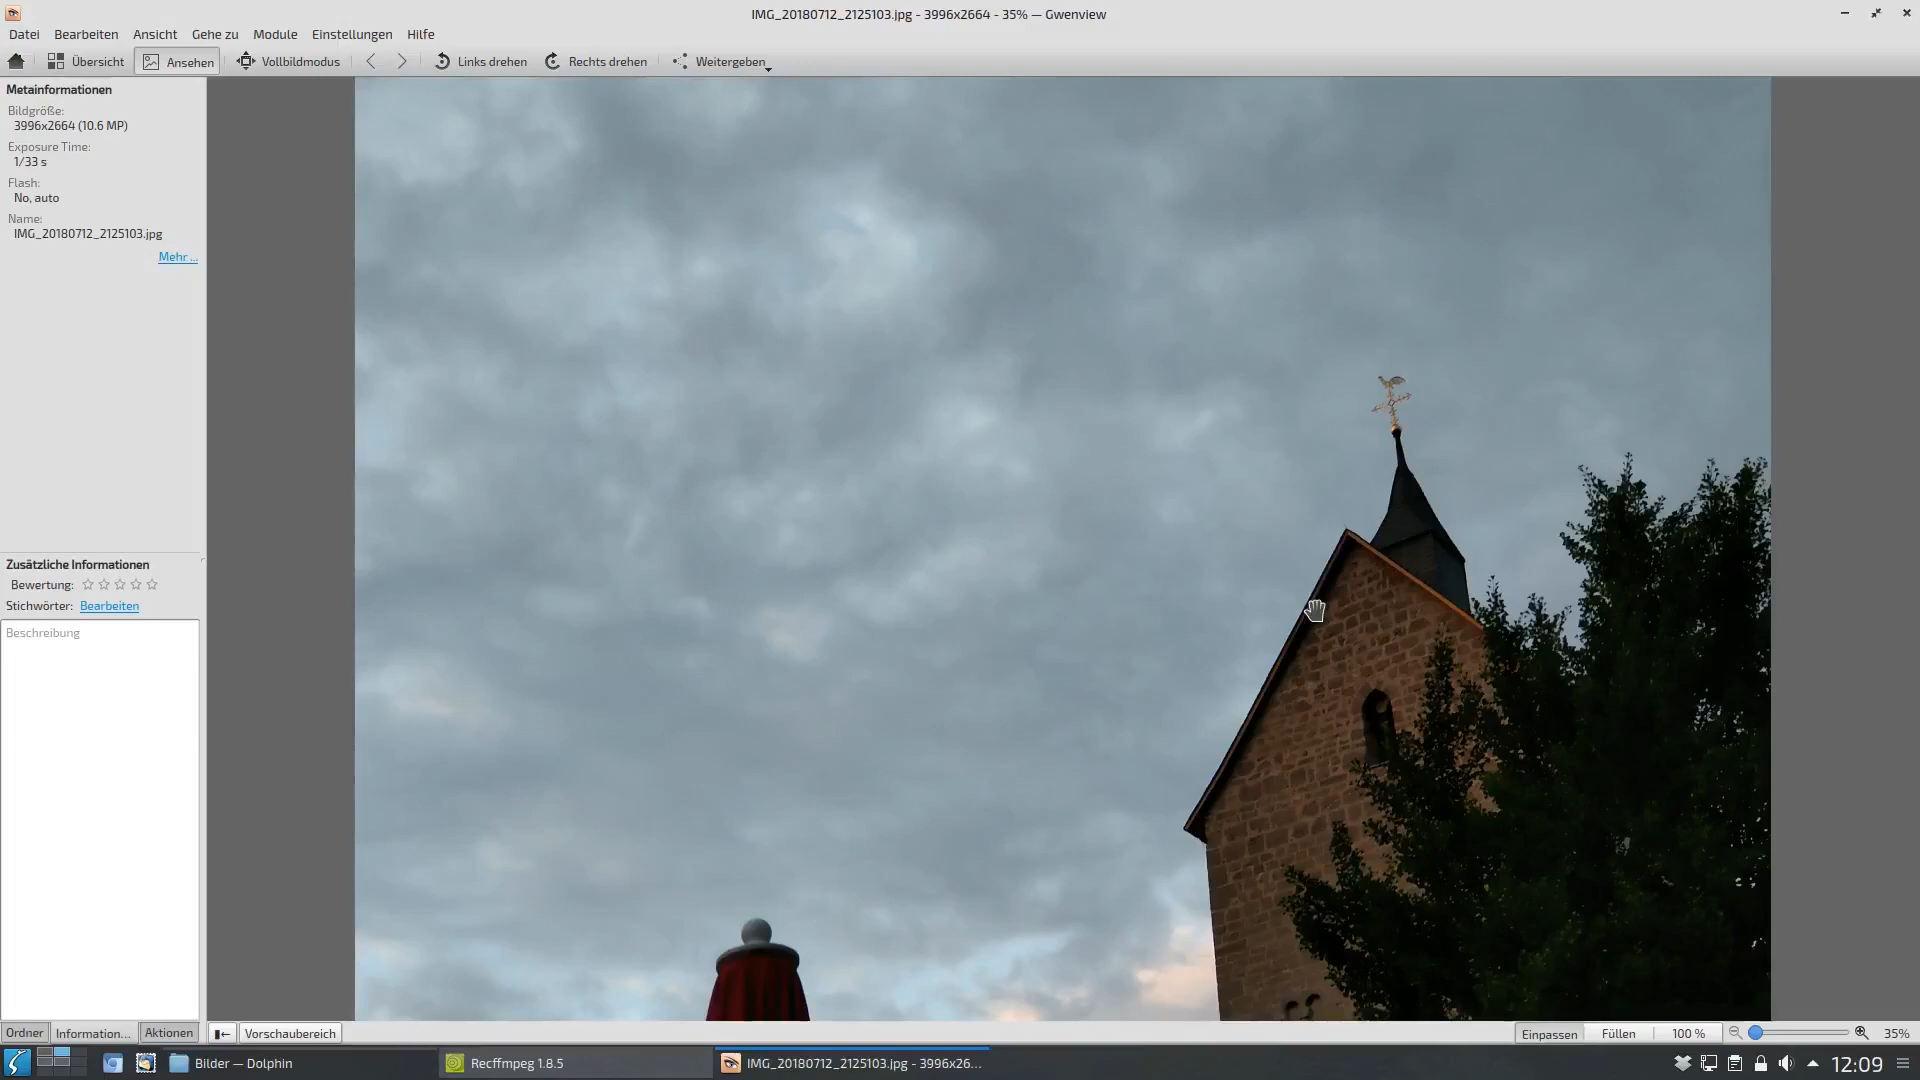 IMG_20180712_2125103.jpg - 3996x2664 - 35% — Gwenview
Datei Bearbeiten Ansicht Gehe zu Module Einstellungen Hilfe
Übersicht Ansehen Vollbildmodus Links drehen Rechts drehen Weitergeben
Metainformationen
Bildgröße:
3996x2664 (10.6 MP)
Exposure Time:
1/33 s
Flash:
No, auto
Name:
IMG_20180712_2125103.jpg
Mehr ...
Zusätzliche Informationen
Bewertung:
Stichwörter: Bearbeiten
Beschreibung
Ordner Information... Aktionen Vorschaubereich Einpassen Füllen 100 % 35%
Bilder — Dolphin Recffmpeg 1.8.5 IMG_20180712_2125103.jpg - 3996x26... 12:09